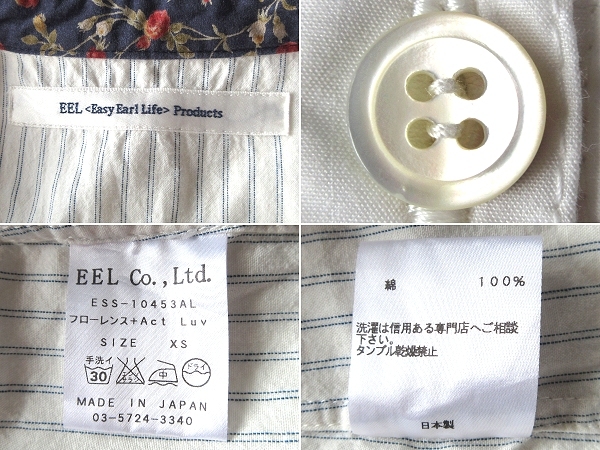 EEL <Easy Earl Life> Products
EEL Co., Ltd.
ESS-10453AL
フローレンス+Act Luv
SIZE XS
手洗イ 30 中 ドライ
MADE IN JAPAN
03-5724-3340
綿 100%
洗濯は信用ある専門店へご相談
下さい。
タンブル乾燥禁止
日本製